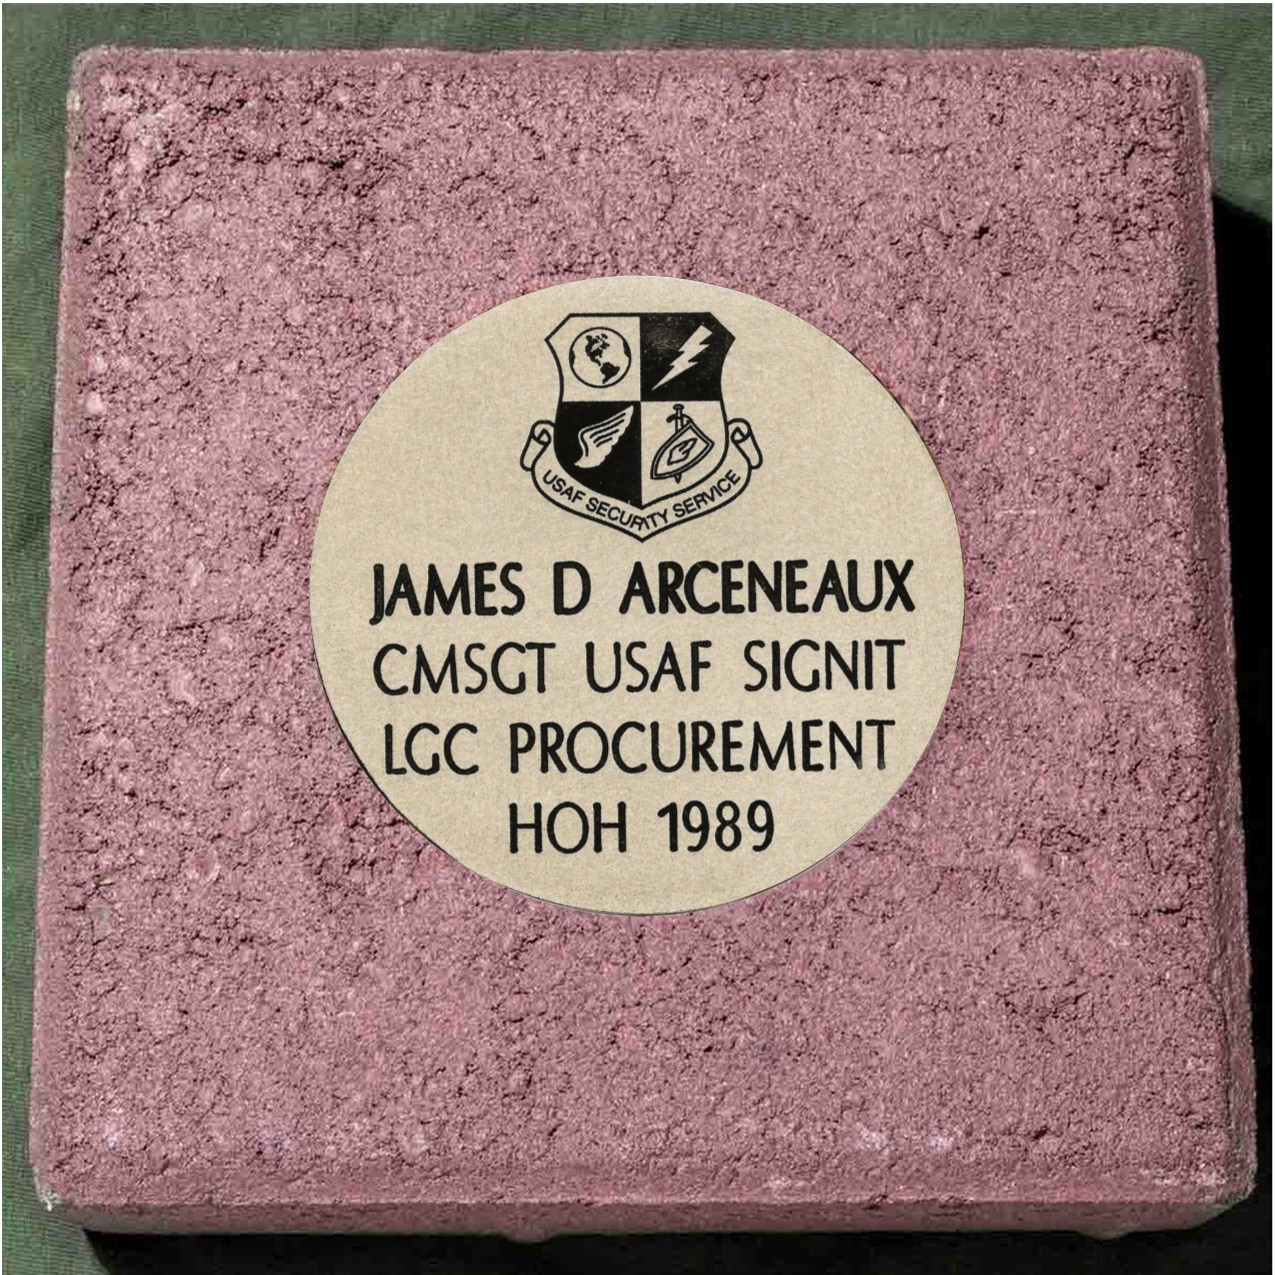 USAF SECURITY SERVICE
JAMES D ARCENEAUX
CMSGT USAF SIGNIT
LGC PROCUREMENT
HOH 1989